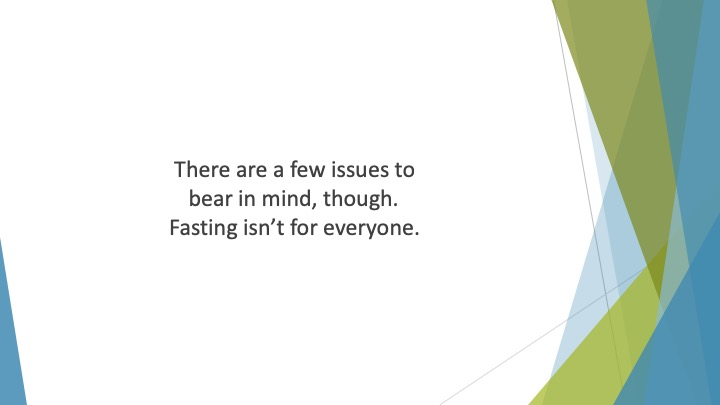 There are a few issues to
bear in mind, though.
Fasting isn’t for everyone.